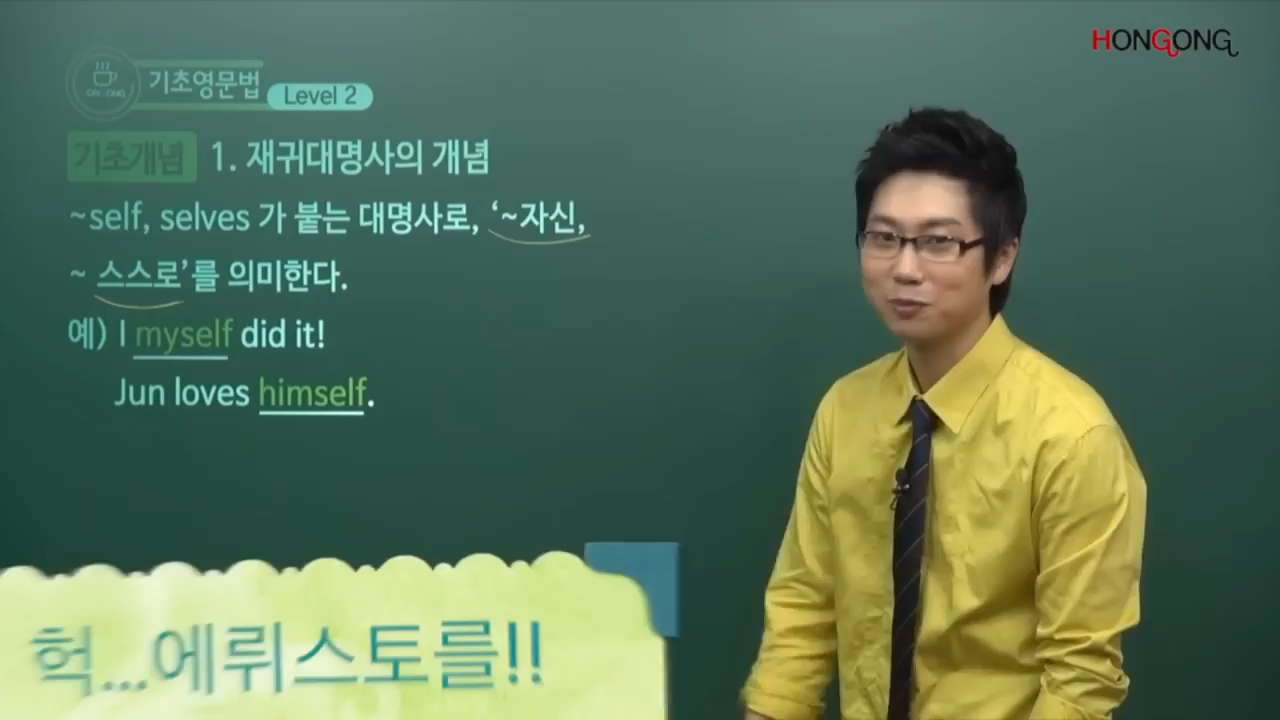 HONGONG
기초영문법
Level 2
기초개념 1. 재귀대명사의 개념
~self, selves 가 붙는 대명사로, ‘~자신,
~ 스스로’를 의미한다.
예) I myself did it!
Jun loves himself.
헉...에뤼스토를!!